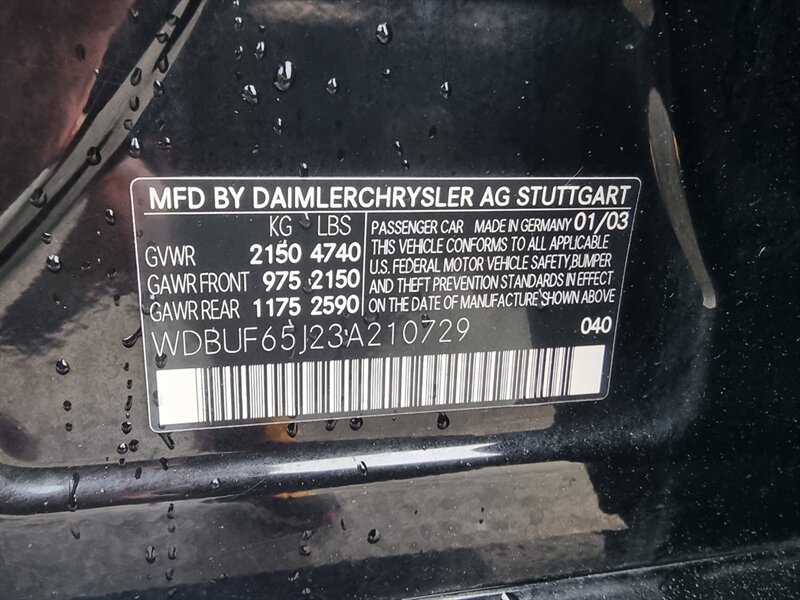 MFD BY DAIMLERCHRYSLER AG STUTTGART
KG LBS
GVWR 2150 4740
GAWR FRONT 975 2150
GAWR REAR 1175 2590
PASSENGER CAR MADE IN GERMANY 01/03
THIS VEHICLE CONFORMS TO ALL APPLICABLE
U.S. FEDERAL MOTOR VEHICLE SAFETY, BUMPER
AND THEFT PREVENTION STANDARDS IN EFFECT
ON THE DATE OF MANUFACTURE SHOWN ABOVE
WDBUF65J23A210729
040